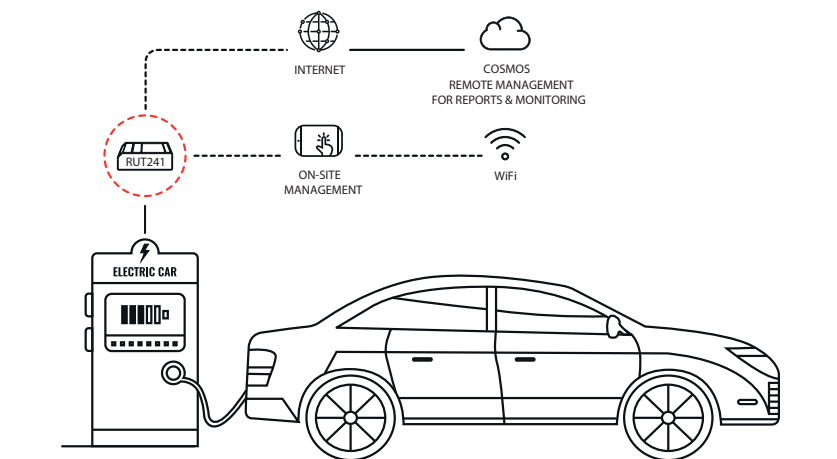 INTERNET
COSMOS
REMOTE MANAGEMENT
FOR REPORTS & MONITORING
RUT241
ON-SITE
MANAGEMENT
WiFi
ELECTRIC CAR